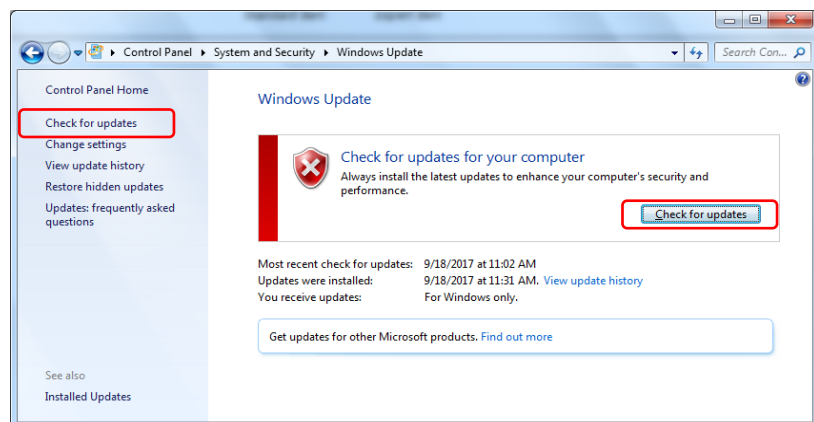 Control Panel System and Security Windows Update Search Con...
Control Panel Home
Check for updates
Change settings
View update history
Restore hidden updates
Updates: frequently asked
questions
See also
Installed Updates
Windows Update
Check for updates for your computer
Always install the latest updates to enhance your computer's security and
performance.
Check for updates
Most recent check for updates: 9/18/2017 at 11:02 AM
Updates were installed: 9/18/2017 at 11:31 AM. View update history
You receive updates: For Windows only.
Get updates for other Microsoft products. Find out more